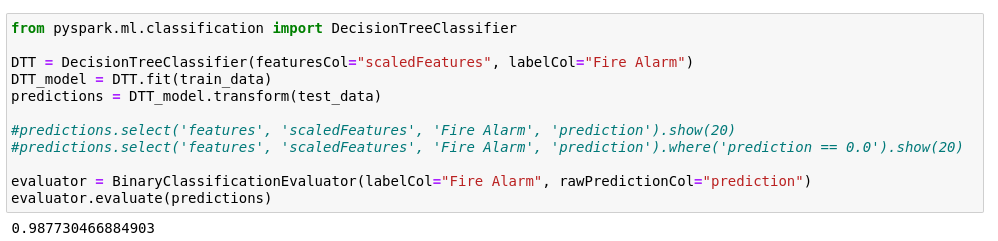 from pyspark.ml.classification import DecisionTreeClassifier
DTT = DecisionTreeClassifier(featuresCol="scaledFeatures", labelCol="Fire Alarm")
DTT_model = DTT.fit(train_data)
predictions = DTT_model.transform(test_data)
#predictions.select('features', 'scaledFeatures', 'Fire Alarm', 'prediction').show(20)
#predictions.select('features', 'scaledFeatures', 'Fire Alarm', 'prediction').where('prediction == 0.0').show(20)
evaluator = BinaryClassificationEvaluator(labelCol="Fire Alarm", rawPredictionCol="prediction")
evaluator.evaluate(predictions)
0.987730466884903